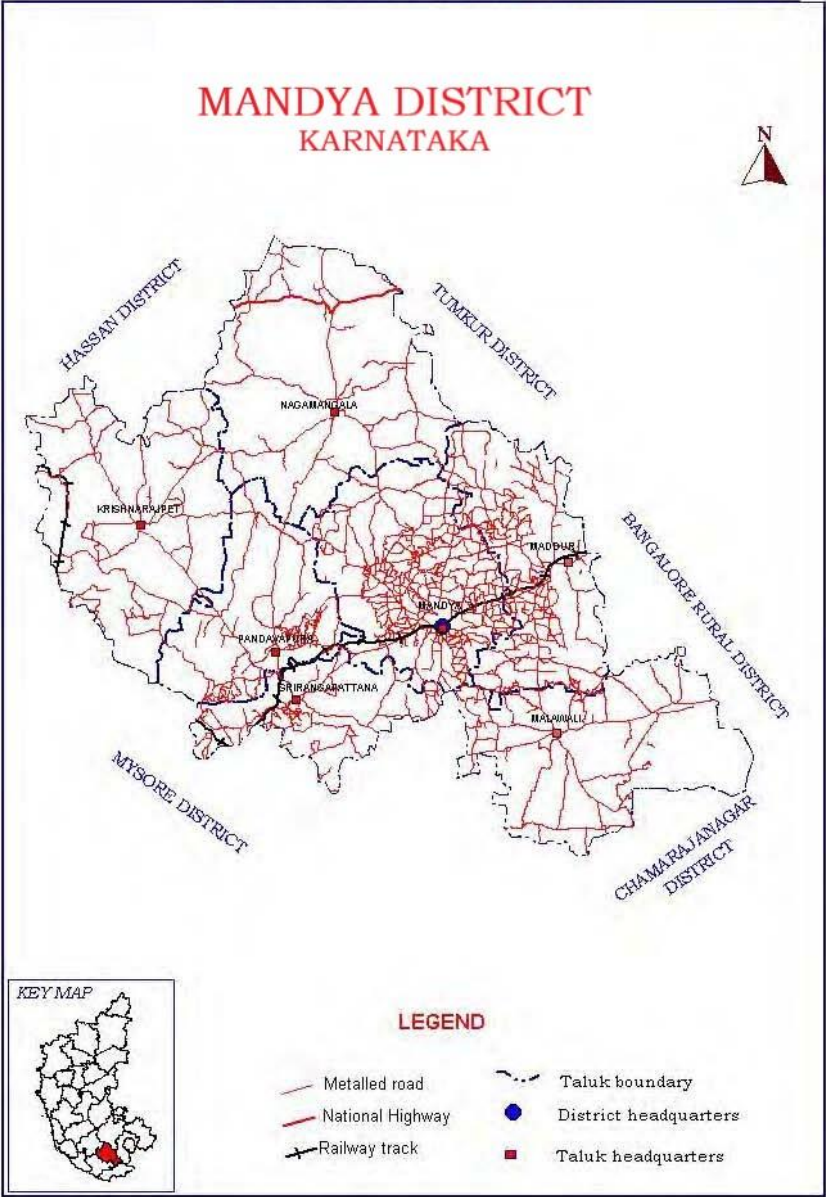 MANDYA DISTRICT
KARNATAKA
N
HASSAN DISTRICT
TUMKUR DISTRICT
NAGAMANGALA
KRISHNARAJPET
BANGALORE RURAL DISTRICT
MADDUR
MANDYA
PANDAVAPURA
SRIRANGAPATTANA
MALAWALI
MYSORE DISTRICT
CHAMARAJANAGAR
DISTRICT
KEY MAP
LEGEND
Metalled road
Taluk boundary
National Highway
District headquarters
Railway track
Taluk headquarters